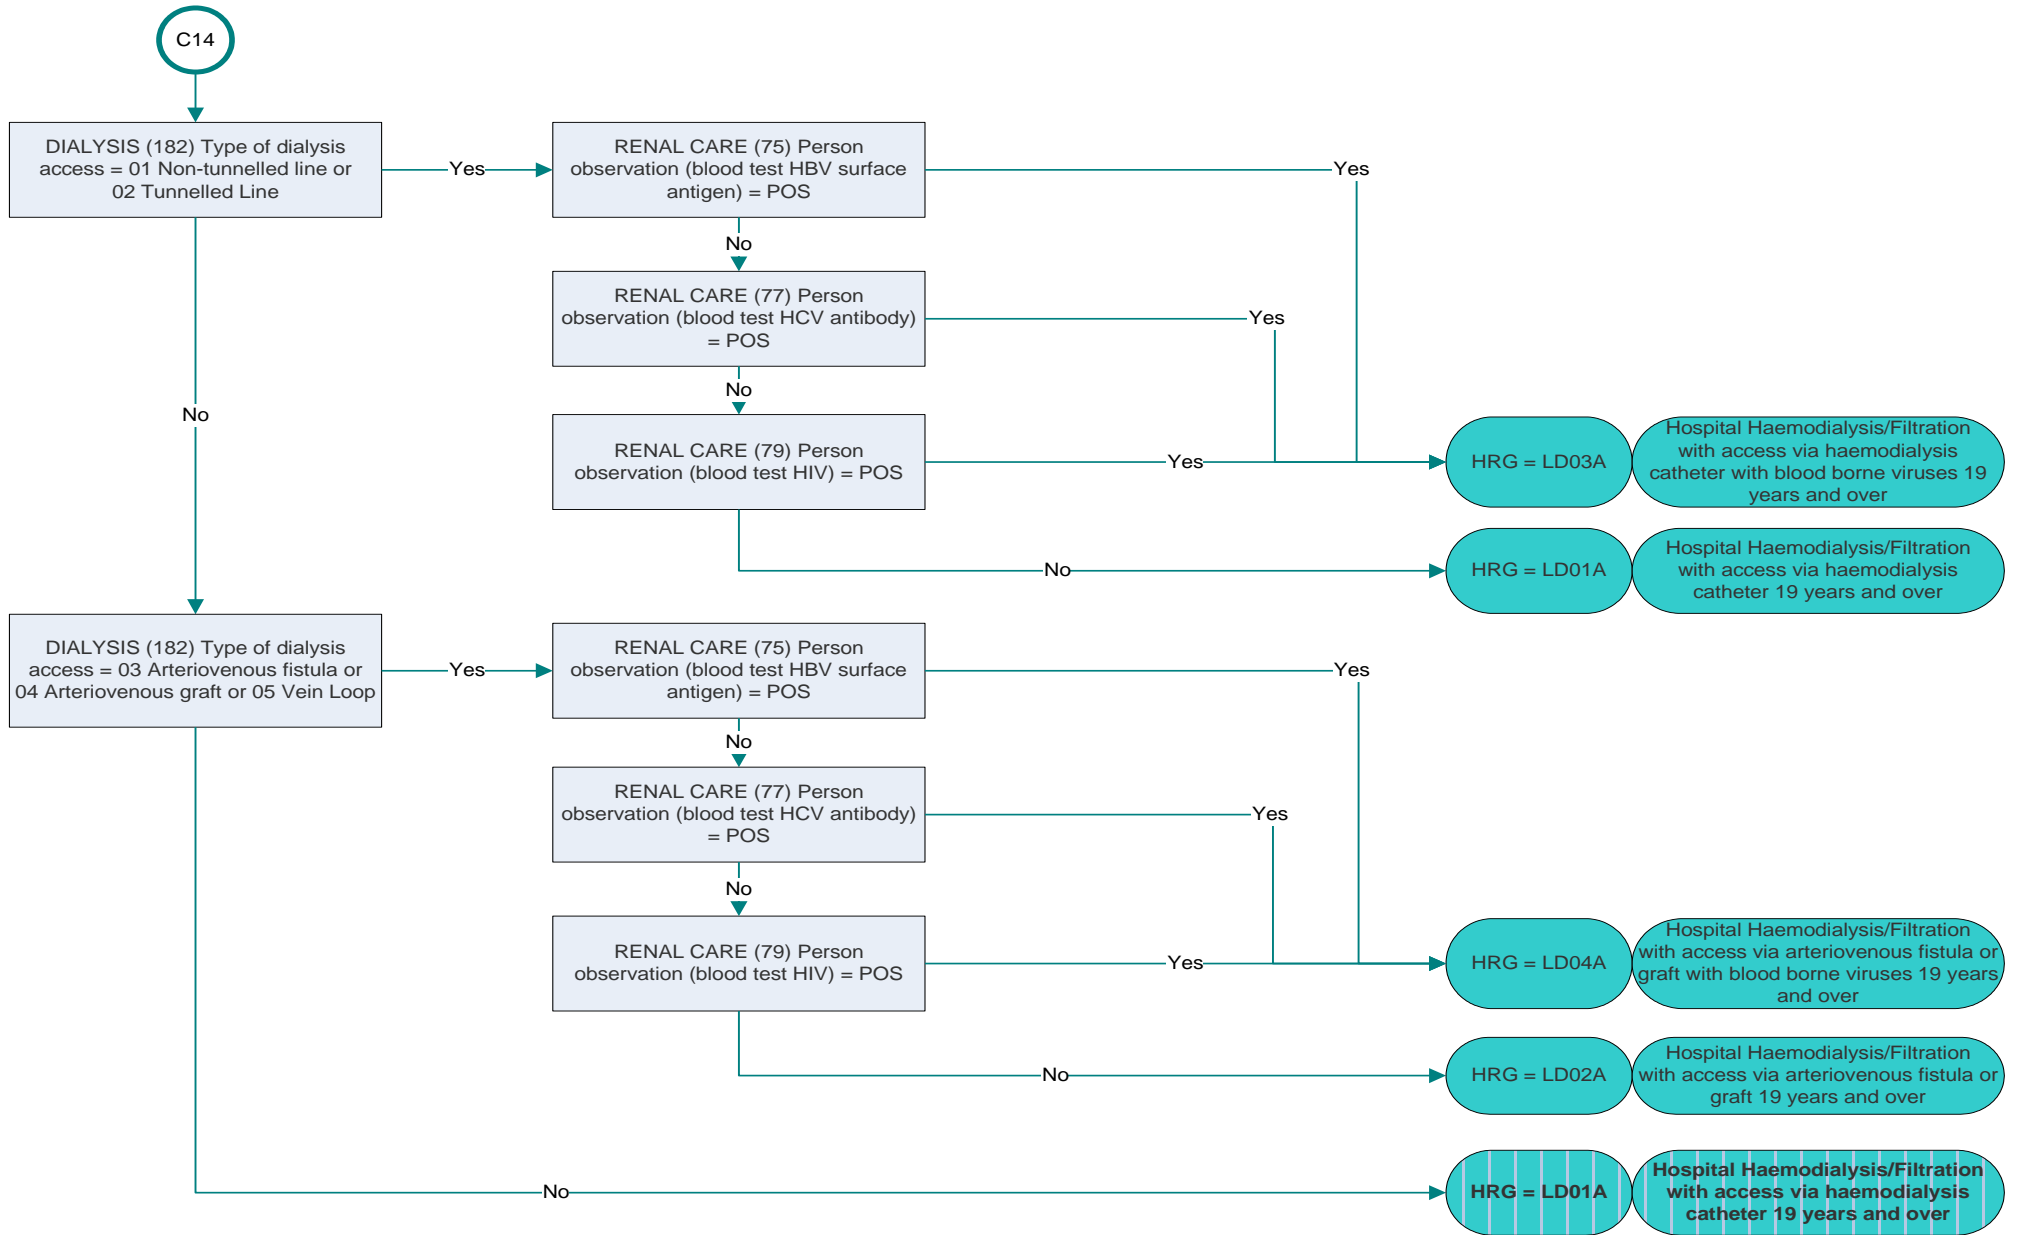 C14
DIALYSIS (182) Type of dialysis
access = 01 Non-tunnelled line or
02 Tunnelled Line
Yes
RENAL CARE (75) Person
observation (blood test HBV surface
antigen) = POS
Yes
No
RENAL CARE (77) Person
observation (blood test HCV antibody)
= POS
Yes
No
No
RENAL CARE (79) Person
observation (blood test HIV) = POS
Yes
HRG = LD03A
Hospital Haemodialysis/Filtration
with access via haemodialysis
catheter with blood borne viruses 19
years and over
No
HRG = LD01A
Hospital Haemodialysis/Filtration
with access via haemodialysis
catheter 19 years and over
DIALYSIS (182) Type of dialysis
access = 03 Arteriovenous fistula or
04 Arteriovenous graft or 05 Vein Loop
Yes
RENAL CARE (75) Person
observation (blood test HBV surface
antigen) = POS
Yes
No
RENAL CARE (77) Person
observation (blood test HCV antibody)
= POS
Yes
No
RENAL CARE (79) Person
observation (blood test HIV) = POS
Yes
HRG = LD04A
Hospital Haemodialysis/Filtration
with access via arteriovenous fistula or
graft with blood borne viruses 19 years
and over
No
HRG = LD02A
Hospital Haemodialysis/Filtration
with access via arteriovenous fistula or
graft 19 years and over
No
HRG = LD01A
Hospital Haemodialysis/Filtration
with access via haemodialysis
catheter 19 years and over